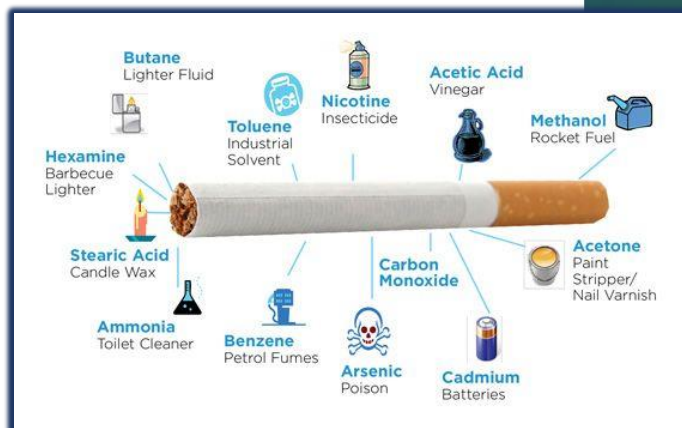 Butane
Lighter Fluid
Hexamine
Barbecue
Lighter
Stearic Acid
Candle Wax
Ammonia
Toilet Cleaner
Toluene
Industrial
Solvent
Nicotine
Insecticide
Acetic Acid
Vinegar
Methanol
Rocket Fuel
Benzene
Petrol Fumes
Arsenic
Poison
Carbon
Monoxide
Cadmium
Batteries
Acetone
Paint
Stripper/
Nail Varnish